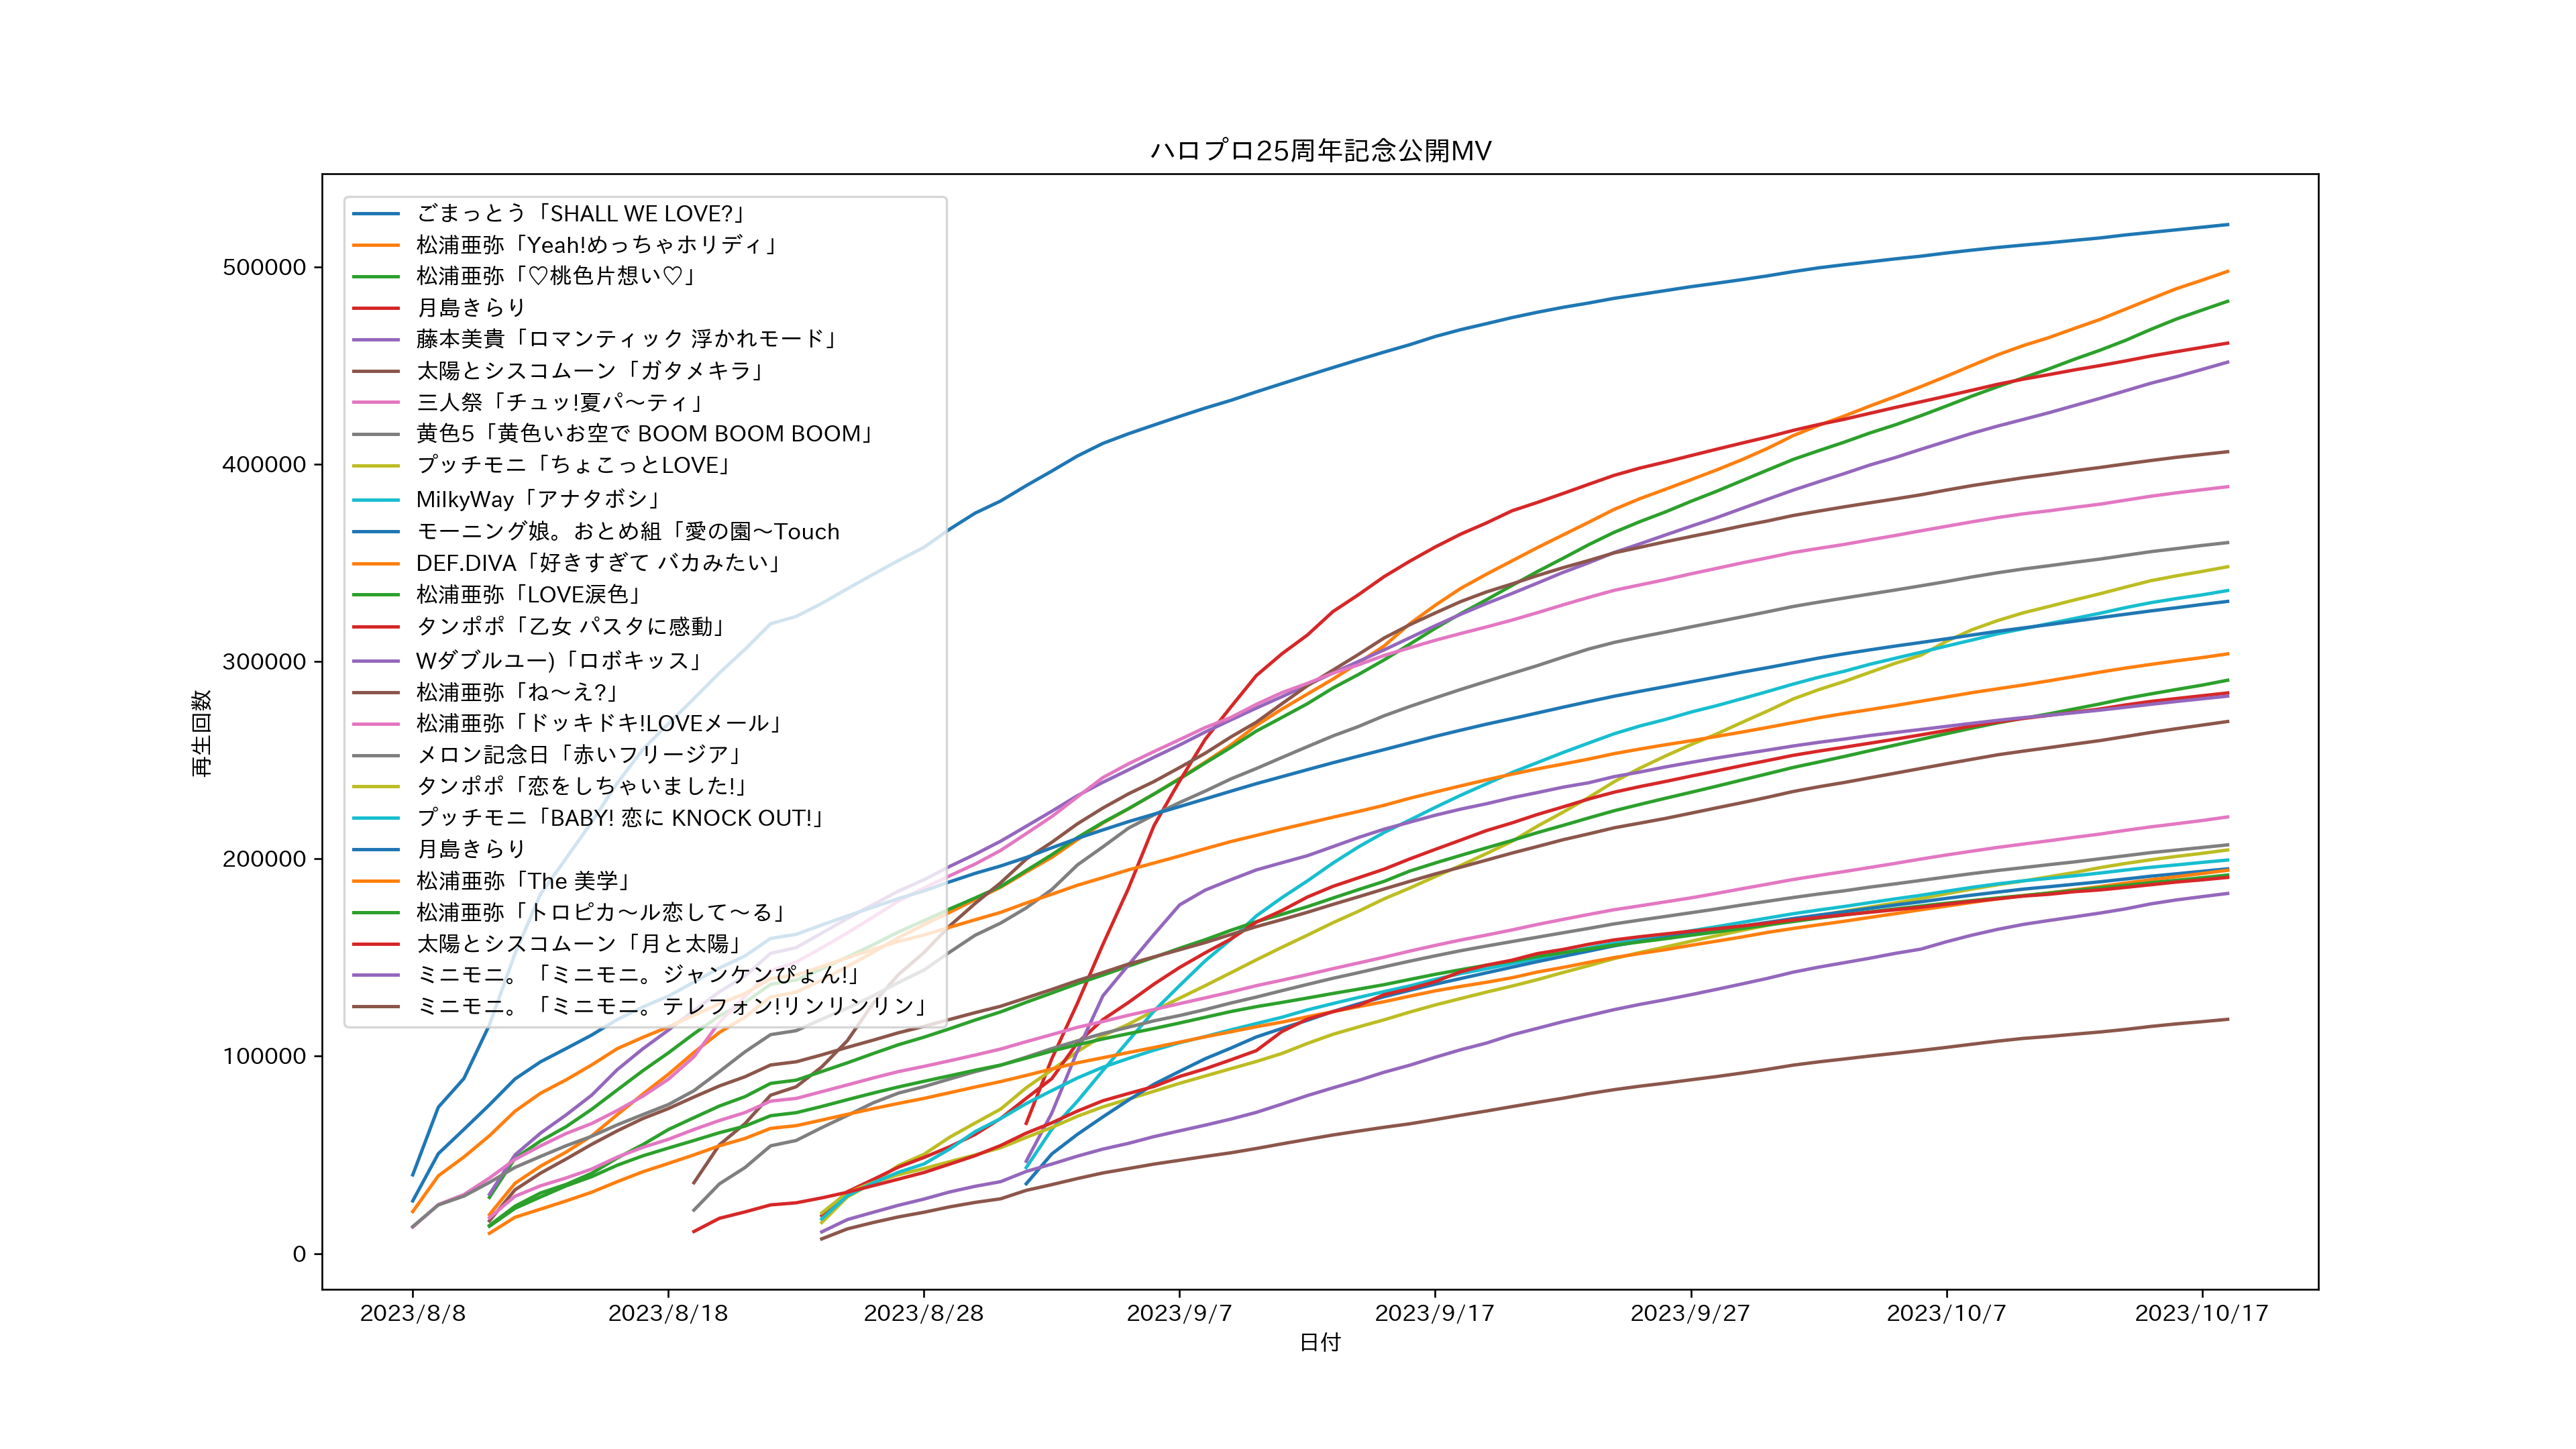 ハロプロ25周年記念公開MV
ごまっとう「SHALL WE LOVE?」
松浦亜弥「Yeah!めっちゃホリディ」
松浦亜弥「♡桃色片想い♡」
月島きらり
藤本美貴「ロマンティック 浮かれモード」
太陽とシスコムーン「ガタメキラ」
三人祭「チュッ!夏パ～ティ」
黄色5「黄色いお空で BOOM BOOM BOOM」
プッチモニ「ちょこっとLOVE」
MilkyWay「アナタボシ」
モーニング娘。おとめ組「愛の園～Touch
DEF.DIVA「好きすぎて バカみたい」
松浦亜弥「LOVE涙色」
タンポポ「乙女 パスタに感動」
Wダブルユー)「ロボキッス」
松浦亜弥「ね～え?」
松浦亜弥「ドッキドキ!LOVEメール」
メロン記念日「赤いフリージア」
タンポポ「恋をしちゃいました!」
プッチモニ「BABY! 恋に KNOCK OUT!」
月島きらり
松浦亜弥「The 美学」
松浦亜弥「トロピカ～ル恋して～る」
太陽とシスコムーン「月と太陽」
ミニモニ。「ミニモニ。ジャンケンぴょん!」
ミニモニ。「ミニモニ。テレフォン!リンリンリン」
再生回数
500000
400000
300000
200000
100000
0
2023/8/8
2023/8/18
2023/8/28
2023/9/7
2023/9/17
2023/9/27
2023/10/7
2023/10/17
日付